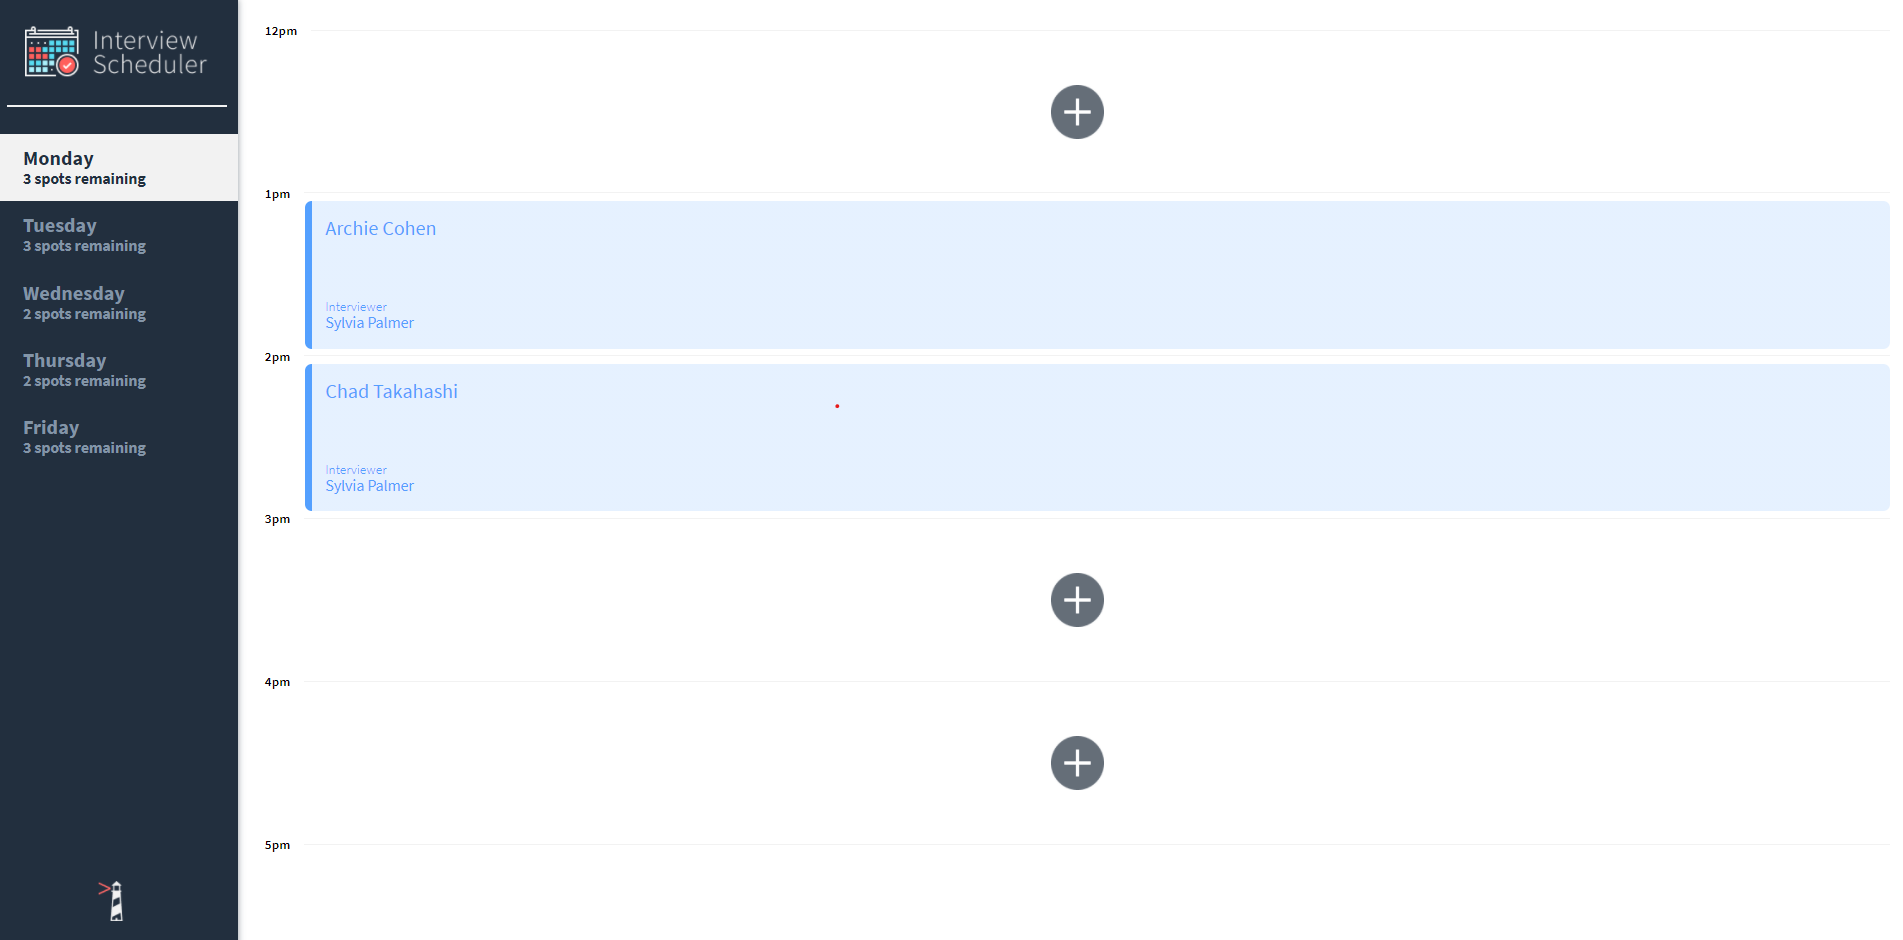 Interview
Scheduler
Monday
3 spots remaining
Tuesday
3 spots remaining
Wednesday
2 spots remaining
Thursday
2 spots remaining
Friday
3 spots remaining
12pm
1pm
Archie Cohen
Interviewer
Sylvia Palmer
2pm
Chad Takahashi
Interviewer
Sylvia Palmer
3pm
4pm
5pm